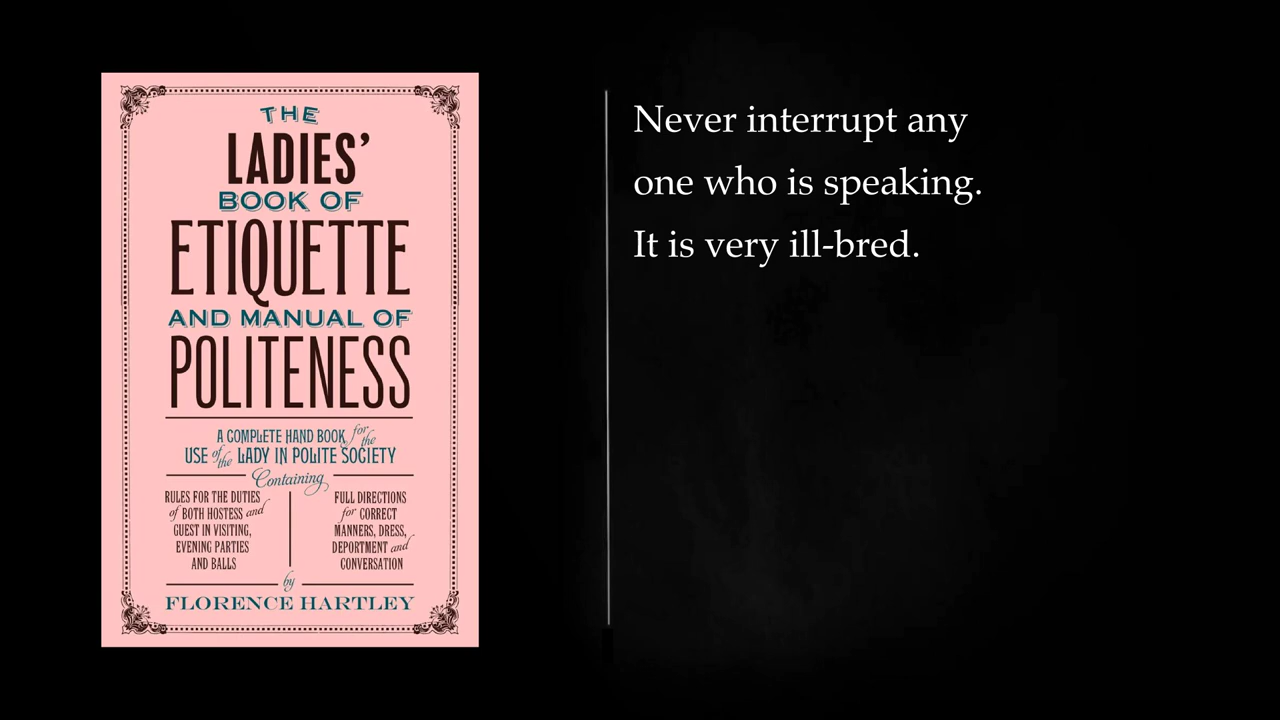 THE
LADIES'
BOOK OF
ETIQUETTE
AND MANUAL OF
POLITENESS
A COMPLETE HAND BOOK for the
USE of the LADY IN POLITE SOCIETY
Containing
RULES FOR THE DUTIES
of BOTH HOSTESS and
GUEST IN VISITING,
EVENING PARTIES
AND BALLS
FULL DIRECTIONS
for CORRECT
MANNERS, DRESS,
DEPORTMENT and
CONVERSATION
by
FLORENCE HARTLEY
Never interrupt any
one who is speaking.
It is very ill-bred.